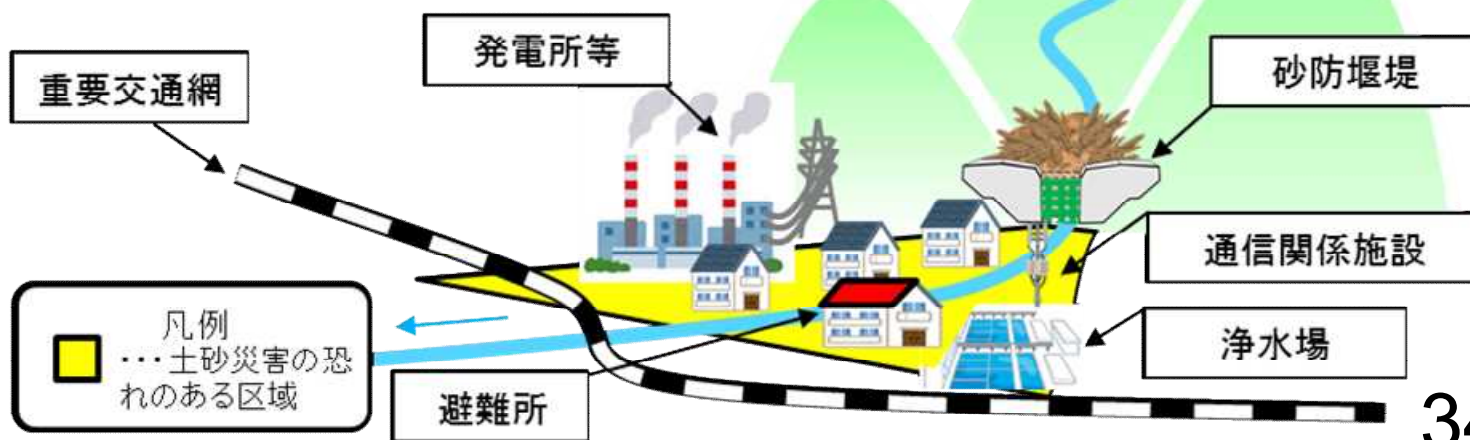 発電所等
砂防堰堤
重要交通網
通信関係施設
凡例
・・・土砂災害の恐
れのある区域
浄水場
避難所
34